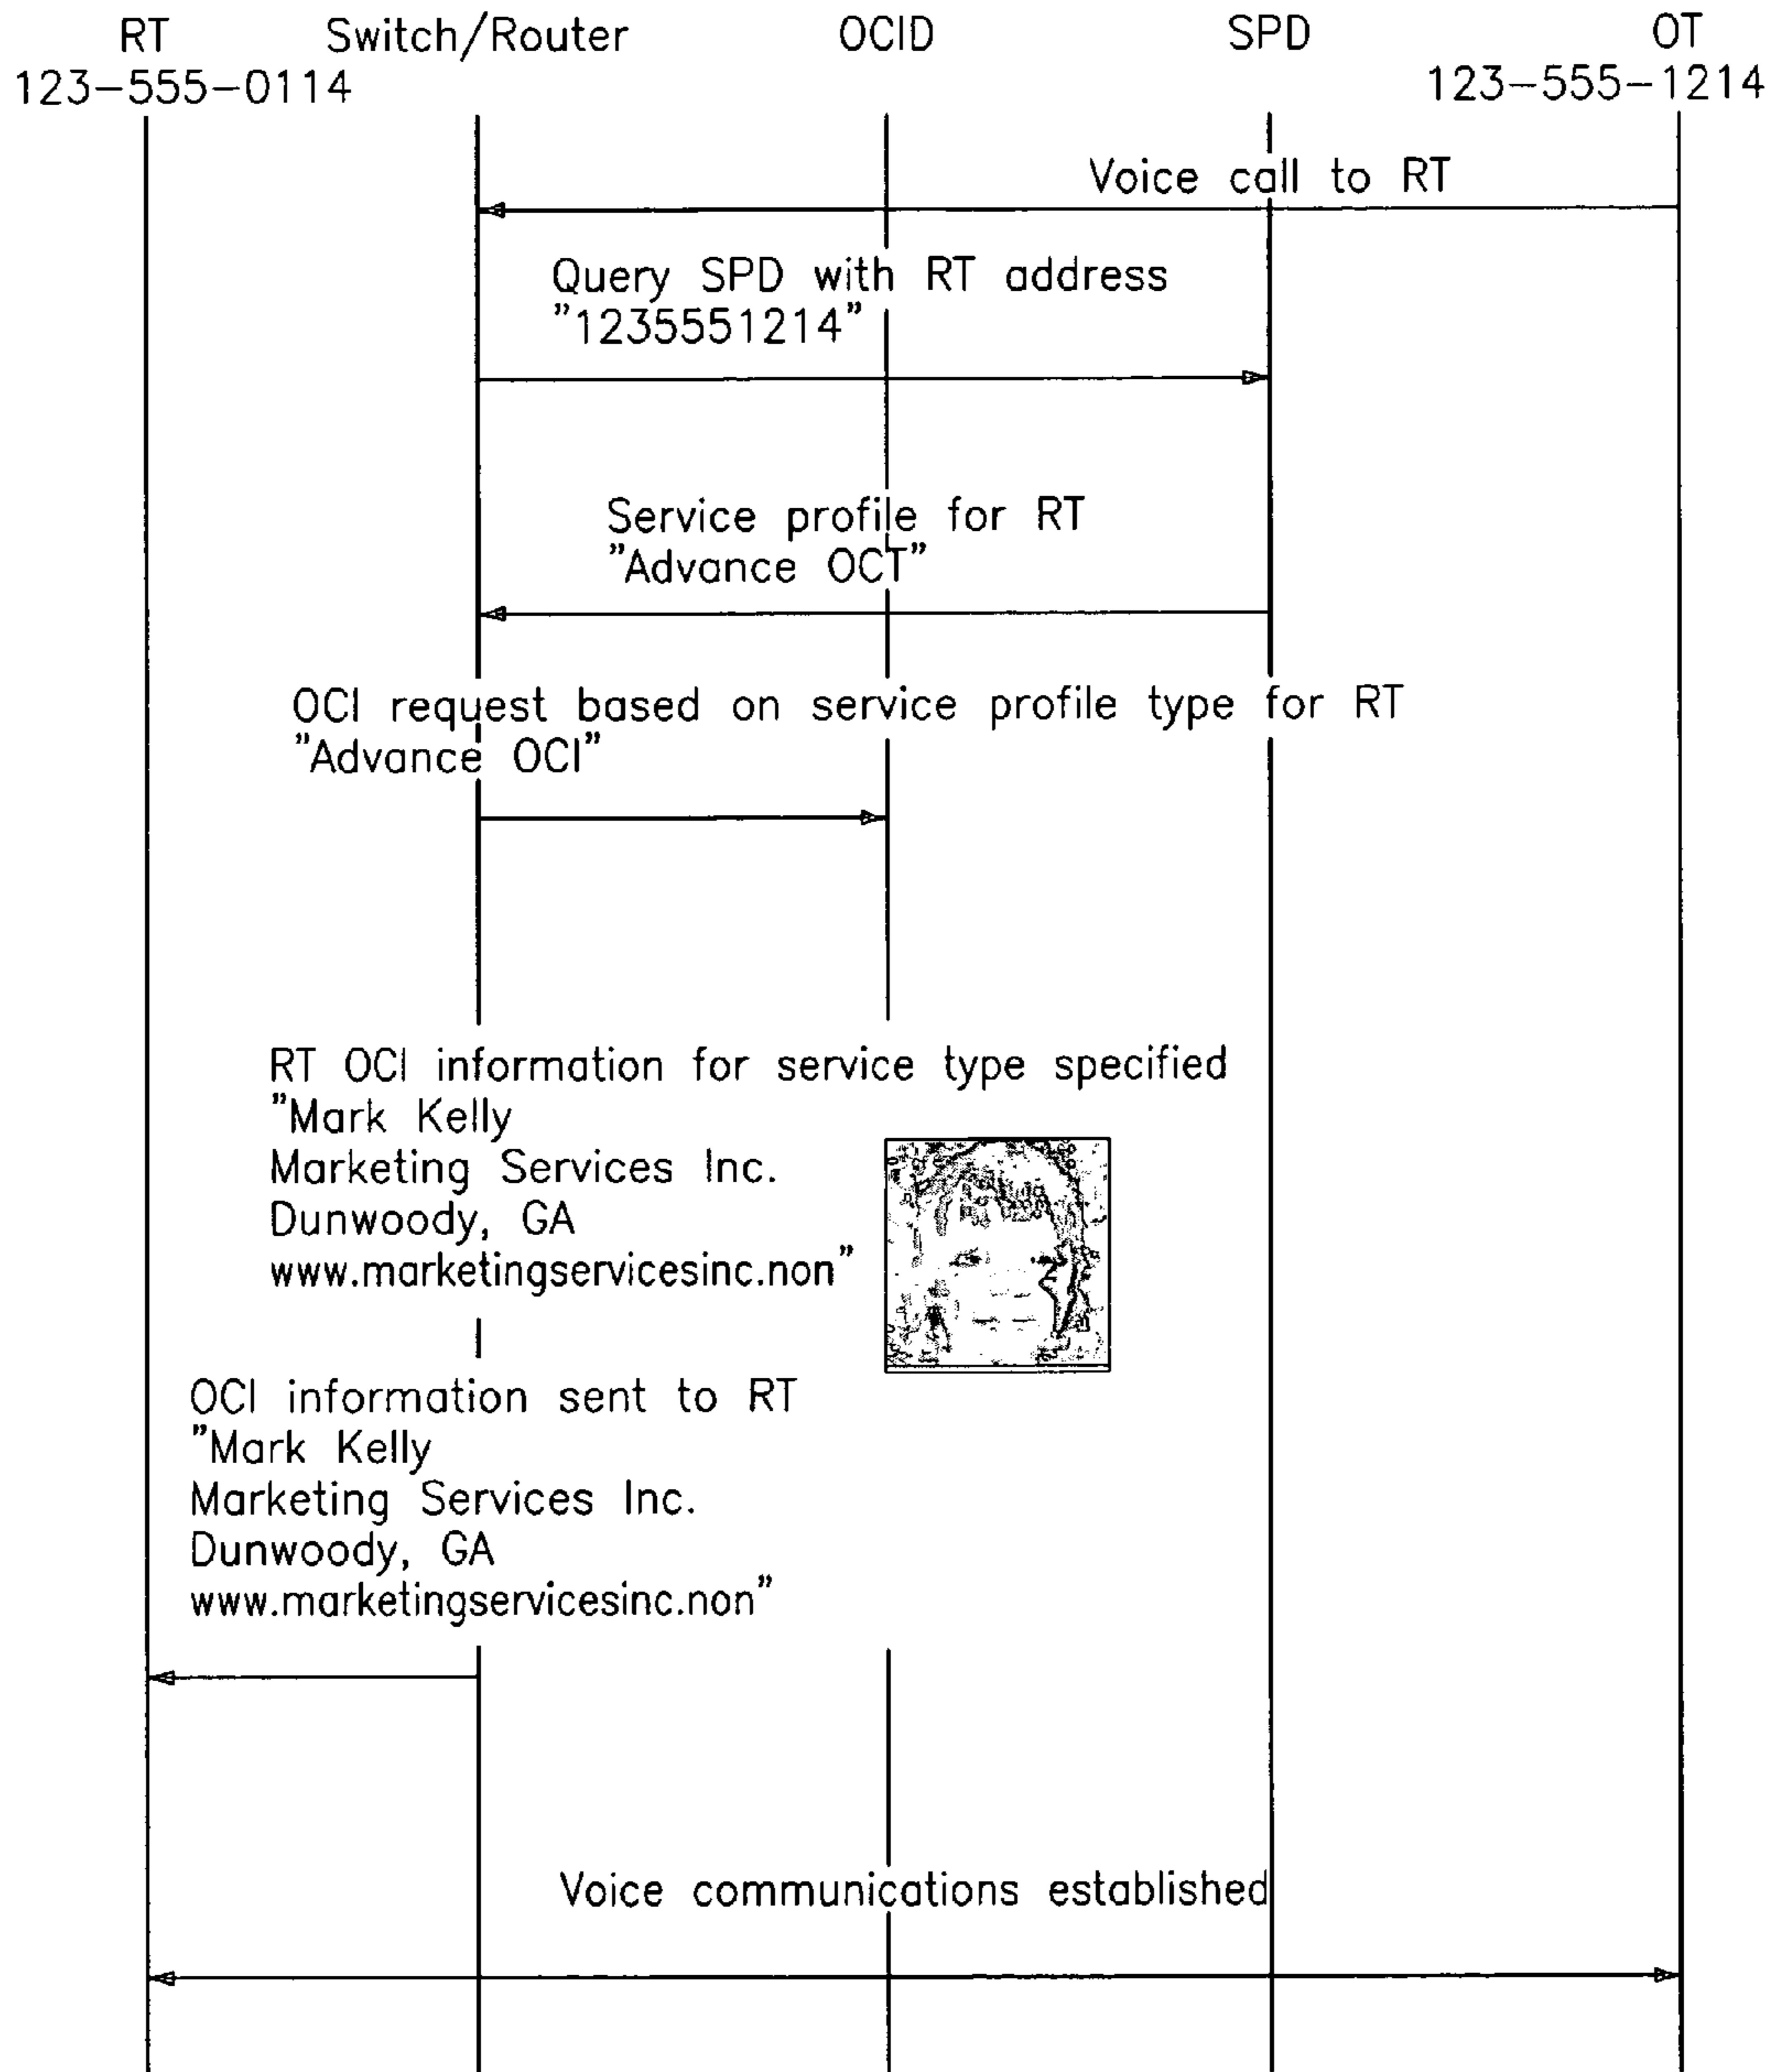 RT Switch/Router OCID SPD OT
123-555-0114 123-555-1214
Voice call to RT
Query SPD with RT address
"1235551214"
Service profile for RT
"Advance OCT"
OCI request based on service profile type for RT
"Advance OCI"
RT OCI information for service type specified
"Mark Kelly
Marketing Services Inc.
Dunwoody, GA
www.marketingservicesinc.non"
OCI information sent to RT
"Mark Kelly
Marketing Services Inc.
Dunwoody, GA
www.marketingservicesinc.non"
Voice communications established